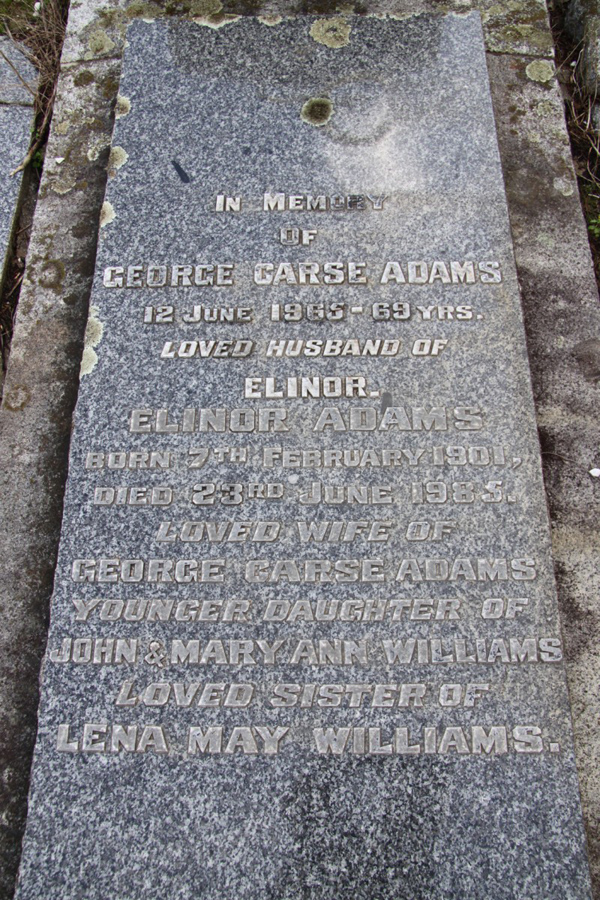 IN MEMORY
OF
GEORGE CARSE ADAMS
12 JUNE 1965 - 69 YRS.
LOVED HUSBAND OF
ELINOR.
ELINOR ADAMS
BORN 7TH FEBRUARY 1901,
DIED 23RD JUNE 1985.
LOVED WIFE OF
GEORGE CARSE ADAMS
YOUNGER DAUGHTER OF
JOHN & MARY ANN WILLIAMS
LOVED SISTER OF
LENA MAY WILLIAMS.